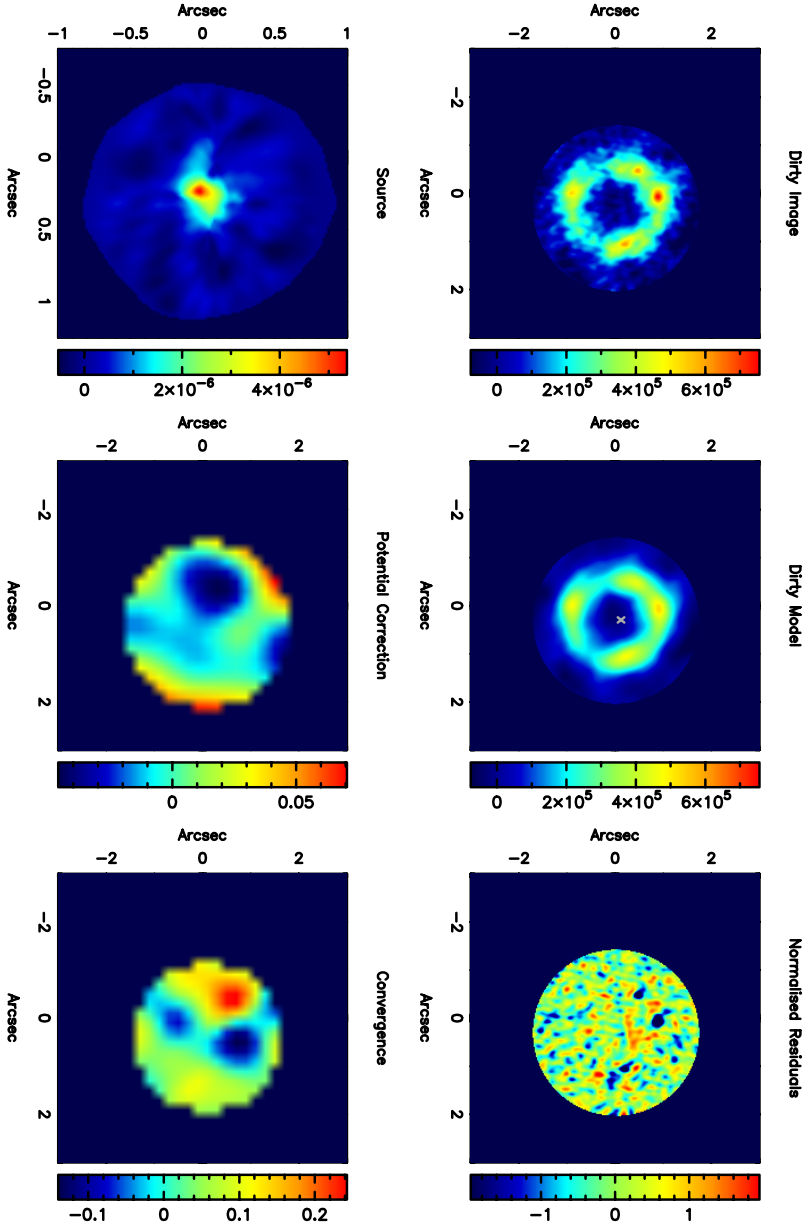 Arcsec
−1 −0.5 0 0.5 1
−0.5 0 0.5 1
Arcsec
Source
0 2×10⁻⁶ 4×10⁻⁶
Arcsec
−2 0 2
−2 0 2
Arcsec
Dirty Image
0 2×10⁵ 4×10⁵ 6×10⁵
Arcsec
−2 0 2
−2 0 2
Arcsec
Potential Correction
0 0.05
Arcsec
−2 0 2
−2 0 2
Arcsec
Dirty Model
0 2×10⁵ 4×10⁵ 6×10⁵
Arcsec
−2 0 2
−2 0 2
Arcsec
Convergence
−0.1 0 0.1 0.2
Arcsec
−2 0 2
−2 0 2
Arcsec
Normalised Residuals
−1 0 1